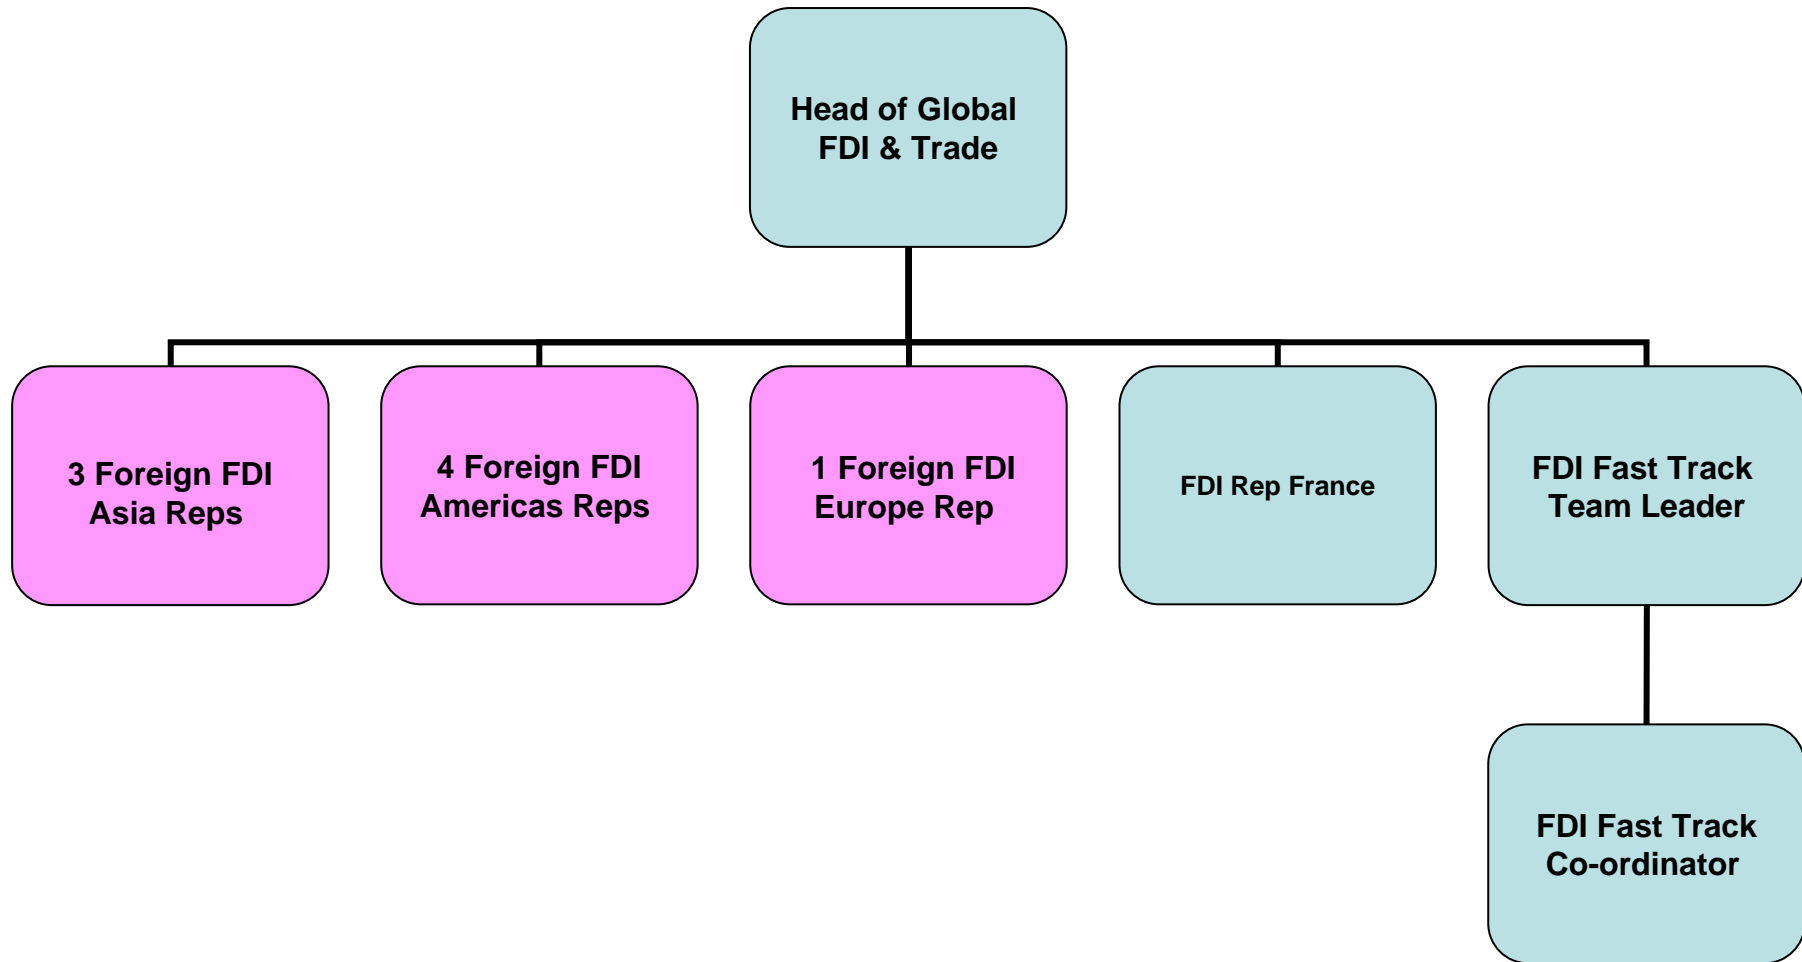 Head of Global
FDI & Trade
3 Foreign FDI
Asia Reps
4 Foreign FDI
Americas Reps
1 Foreign FDI
Europe Rep
FDI Rep France
FDI Fast Track
Team Leader
FDI Fast Track
Co-ordinator